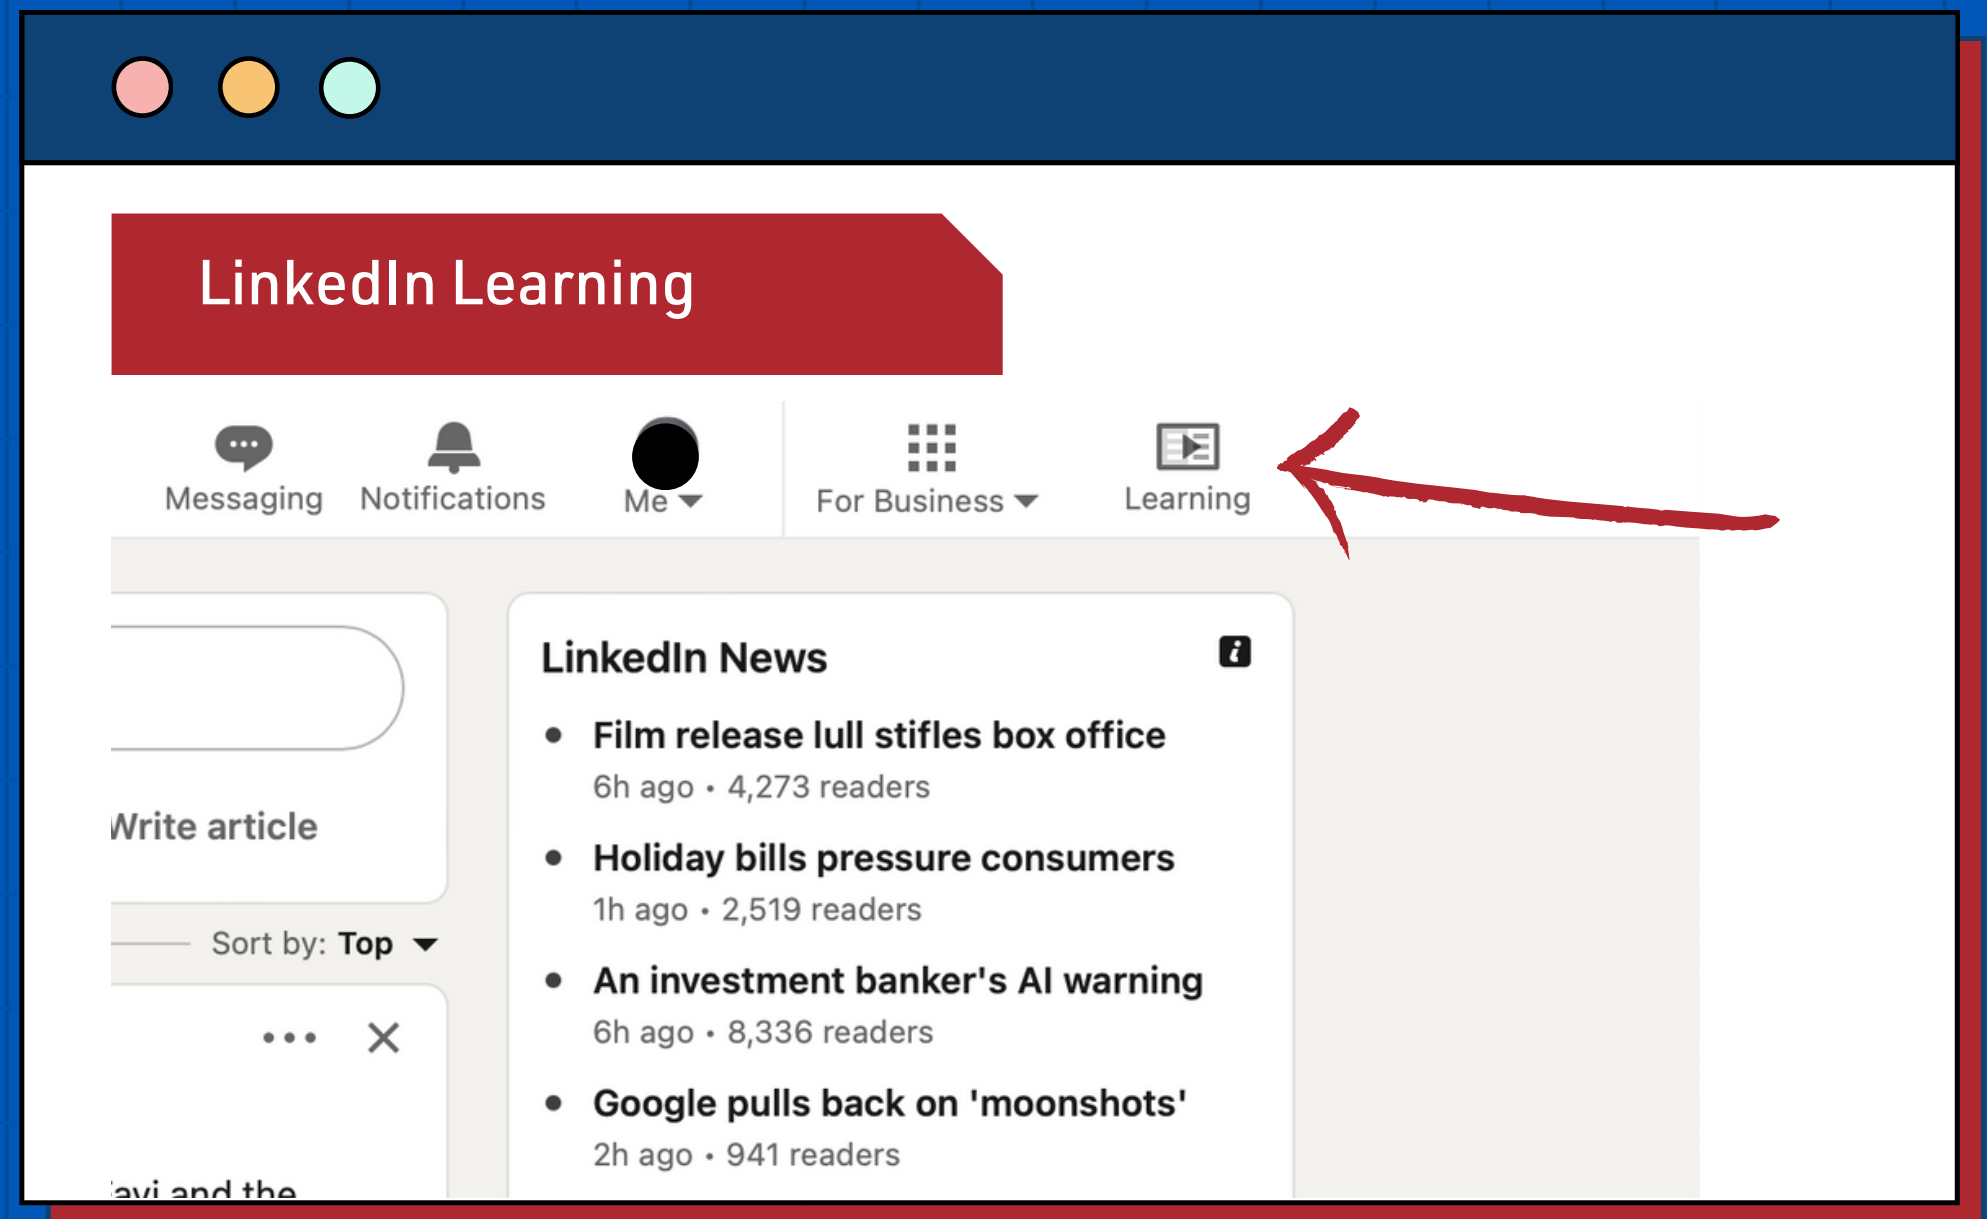 LinkedIn Learning
Messaging Notifications Me For Business Learning
LinkedIn News
Film release lull stifles box office
6h ago • 4,273 readers
Write article
Holiday bills pressure consumers
1h ago • 2,519 readers
Sort by: Top
An investment banker's AI warning
6h ago • 8,336 readers
Google pulls back on 'moonshots'
2h ago • 941 readers
and the